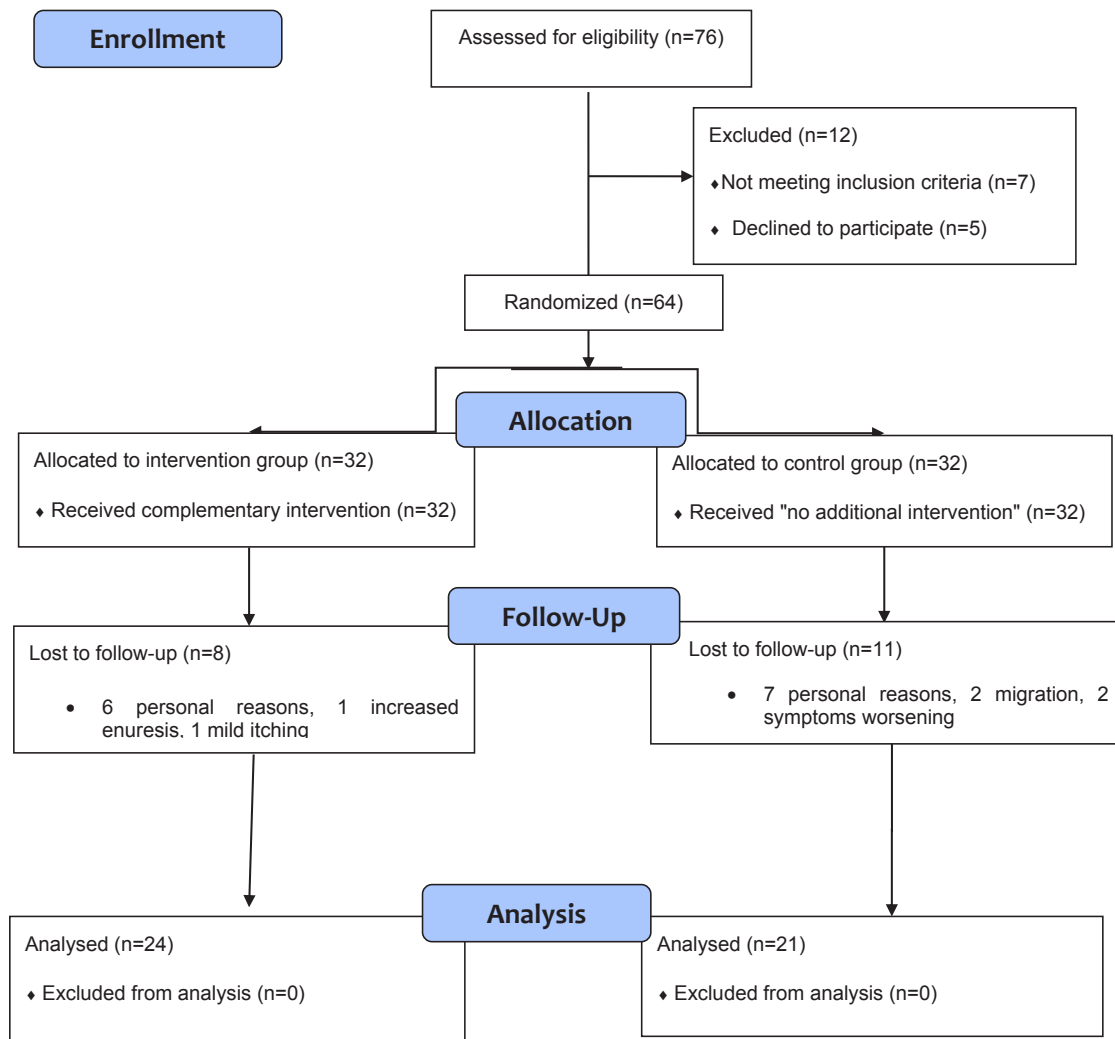 Enrollment
Assessed for eligibility (n=76)
Excluded (n=12)
♦Not meeting inclusion criteria (n=7)
♦ Declined to participate (n=5)
Randomized (n=64)
Allocation
Allocated to intervention group (n=32)
♦ Received complementary intervention (n=32)
Allocated to control group (n=32)
♦ Received "no additional intervention" (n=32)
Follow-Up
Lost to follow-up (n=8)
• 6 personal reasons, 1 increased
enuresis, 1 mild itching
Lost to follow-up (n=11)
• 7 personal reasons, 2 migration, 2
symptoms worsening
Analysis
Analysed (n=24)
♦ Excluded from analysis (n=0)
Analysed (n=21)
♦ Excluded from analysis (n=0)